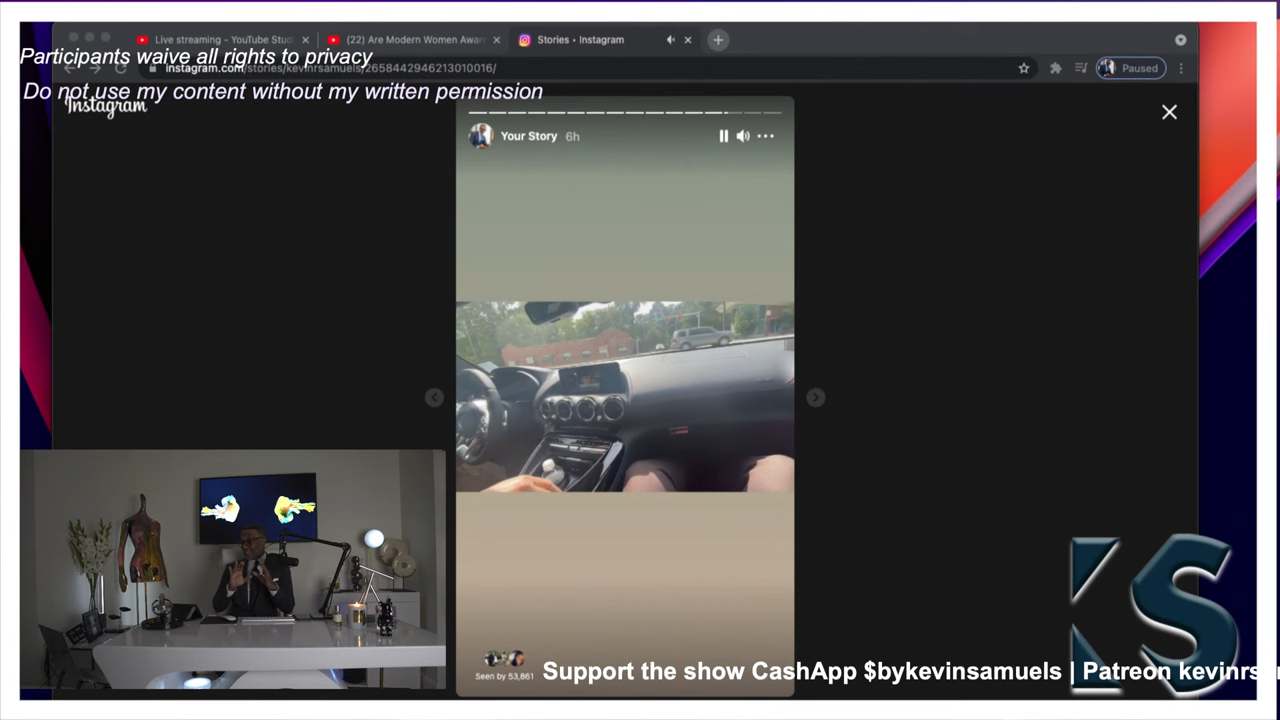 Live streaming - YouTube Stud
(22) Are Modern Women Awar
Stories • Instagram
Participants waive all rights to privacy
instagram.com/stories/kevinrsamuels/2658442946213010016/
Paused
Do not use my content without my written permission
Instagram
Your Story 6h
Seen by 53,861
Support the show CashApp $bykevinsamuels | Patreon kevinrs
KS